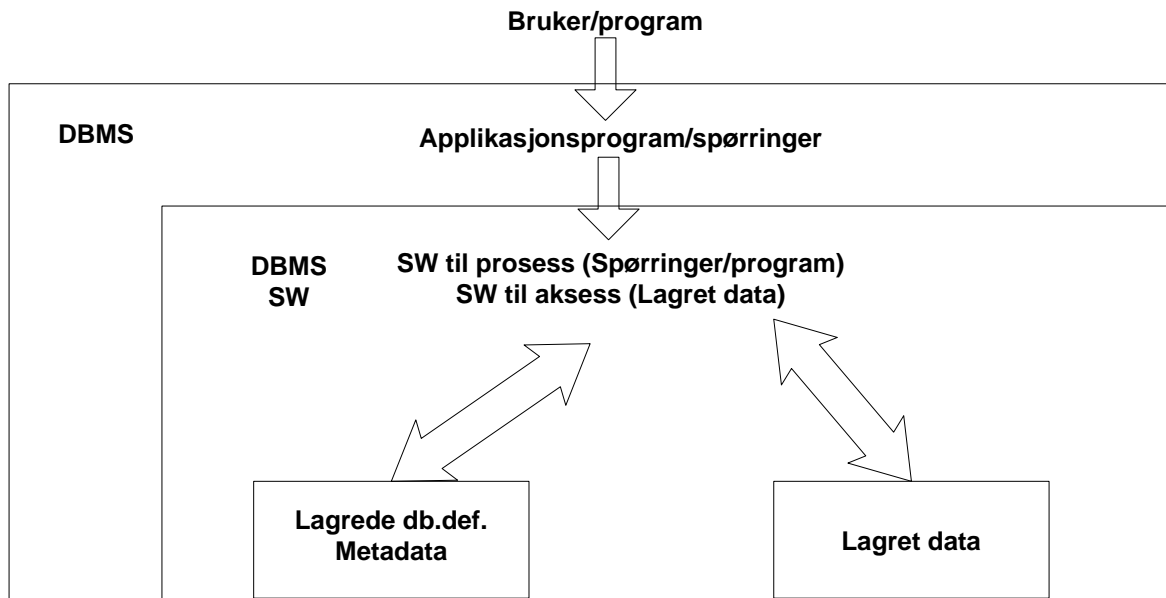 Bruker/program
DBMS
Applikasjonsprogram/spørringer
DBMS
SW
SW til prosess (Spørringer/program)
SW til aksess (Lagret data)
Lagrede db.def.
Metadata
Lagret data